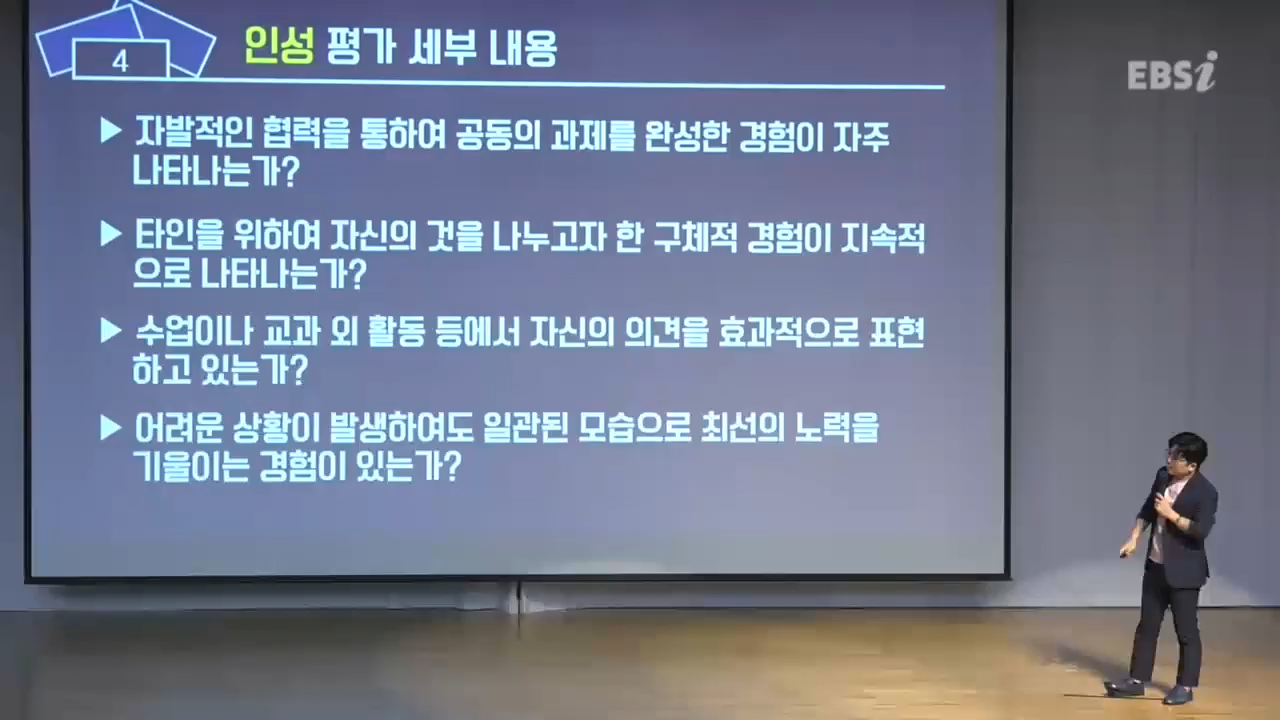 4
인성 평가 세부 내용
EBSi
▶ 자발적인 협력을 통하여 공동의 과제를 완성한 경험이 자주
나타나는가?
▶ 타인을 위하여 자신의 것을 나누고자 한 구체적 경험이 지속적
으로 나타나는가?
▶ 수업이나 교과 외 활동 등에서 자신의 의견을 효과적으로 표현
하고 있는가?
▶ 어려운 상황이 발생하여도 일관된 모습으로 최선의 노력을
기울이는 경험이 있는가?